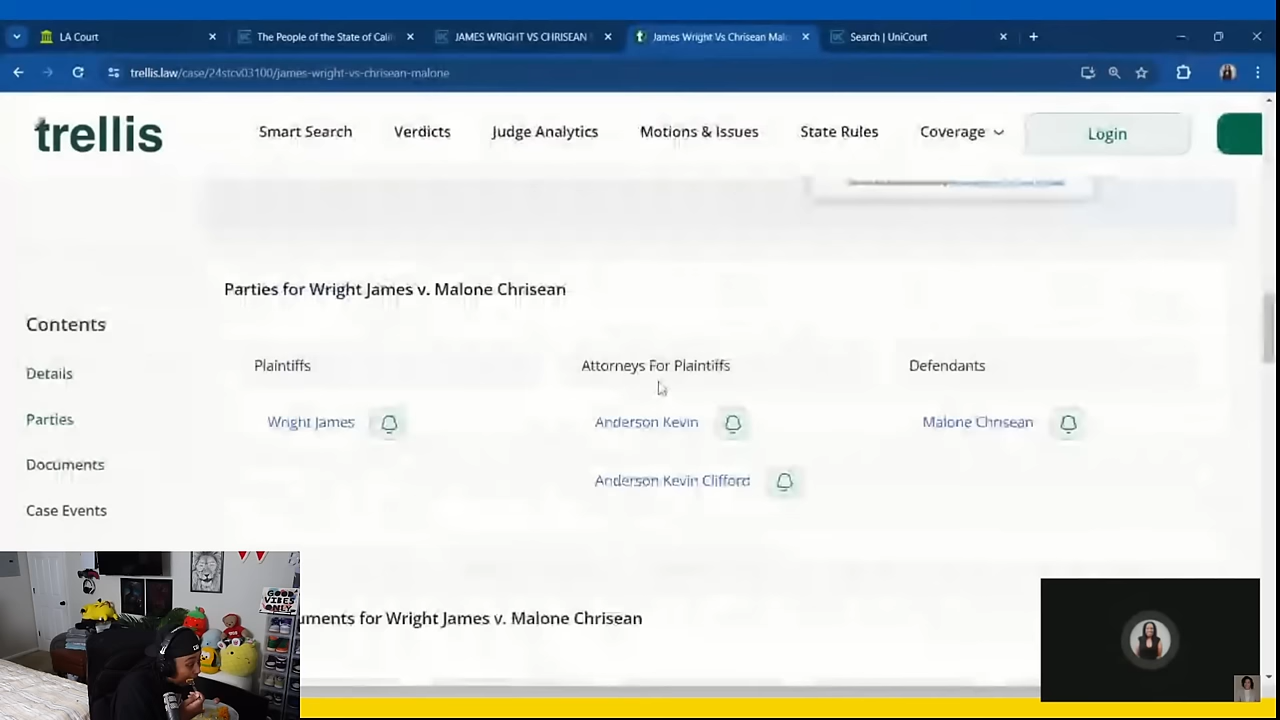 LA Court
The People of the State of Cali
JAMES WRIGHT VS CHRISEAN
James Wright Vs Chrisean Mal
Search | UniCourt
trellis.law/case/24stcv03100/james-wright-vs-chrisean-malone
trellis
Smart Search
Verdicts
Judge Analytics
Motions & Issues
State Rules
Coverage
Login
Parties for Wright James v. Malone Chrisean
Contents
Details
Parties
Documents
Case Events
Plaintiffs
Attorneys For Plaintiffs
Defendants
Wright James
Anderson Kevin
Malone Chrisean
Anderson Kevin Clifford
uments for Wright James v. Malone Chrisean
GOOD
VIBES
ONLY